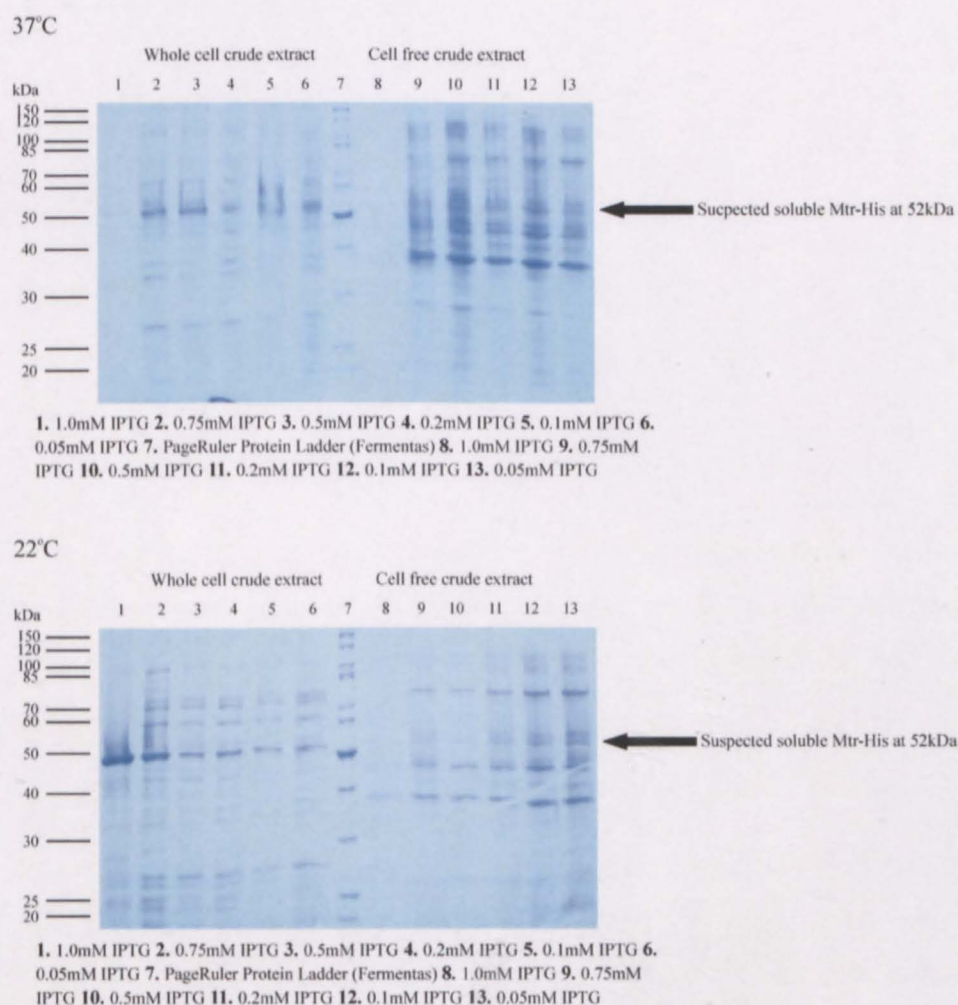 37°C
Whole cell crude extract Cell free crude extract
1 2 3 4 5 6 7 8 9 10 11 12 13
kDa
150
120
100
85
70
60
50
40
30
25
20
Sucpected soluble Mtr-His at 52kDa
1. 1.0mM IPTG 2. 0.75mM IPTG 3. 0.5mM IPTG 4. 0.2mM IPTG 5. 0.1mM IPTG 6.
0.05mM IPTG 7. PageRuler Protein Ladder (Fermentas) 8. 1.0mM IPTG 9. 0.75mM
IPTG 10. 0.5mM IPTG 11. 0.2mM IPTG 12. 0.1mM IPTG 13. 0.05mM IPTG
22°C
Whole cell crude extract Cell free crude extract
1 2 3 4 5 6 7 8 9 10 11 12 13
kDa
150
120
100
85
70
60
50
40
30
25
20
Suspected soluble Mtr-His at 52kDa
1. 1.0mM IPTG 2. 0.75mM IPTG 3. 0.5mM IPTG 4. 0.2mM IPTG 5. 0.1mM IPTG 6.
0.05mM IPTG 7. PageRuler Protein Ladder (Fermentas) 8. 1.0mM IPTG 9. 0.75mM
IPTG 10. 0.5mM IPTG 11. 0.2mM IPTG 12. 0.1mM IPTG 13. 0.05mM IPTG